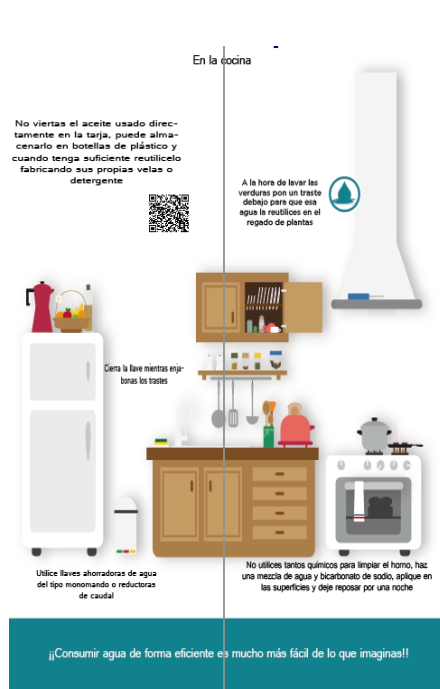 En la cocina
No viertas el aceite usado direc-
tamente en la tarja, puede alma-
cenarlo en botellas de plástico y
cuando tenga suficiente reutilicelo
fabricando sus propias velas o
detergente
A la hora de lavar las
verduras pon un traste
debajo para que esa
agua la reutilices en el
regado de plantas
Cierra la llave mientras enja-
bonas los trastes
Utilice llaves ahorradoras de agua
del tipo monomando o reductoras
de caudal
No utilices tantos químicos para limpiar el horno, haz
una mezcla de agua y bicarbonato de sodio, aplique en
las superficies y deje reposar por una noche
¡¡Consumir agua de forma eficiente es mucho más fácil de lo que imaginas!!